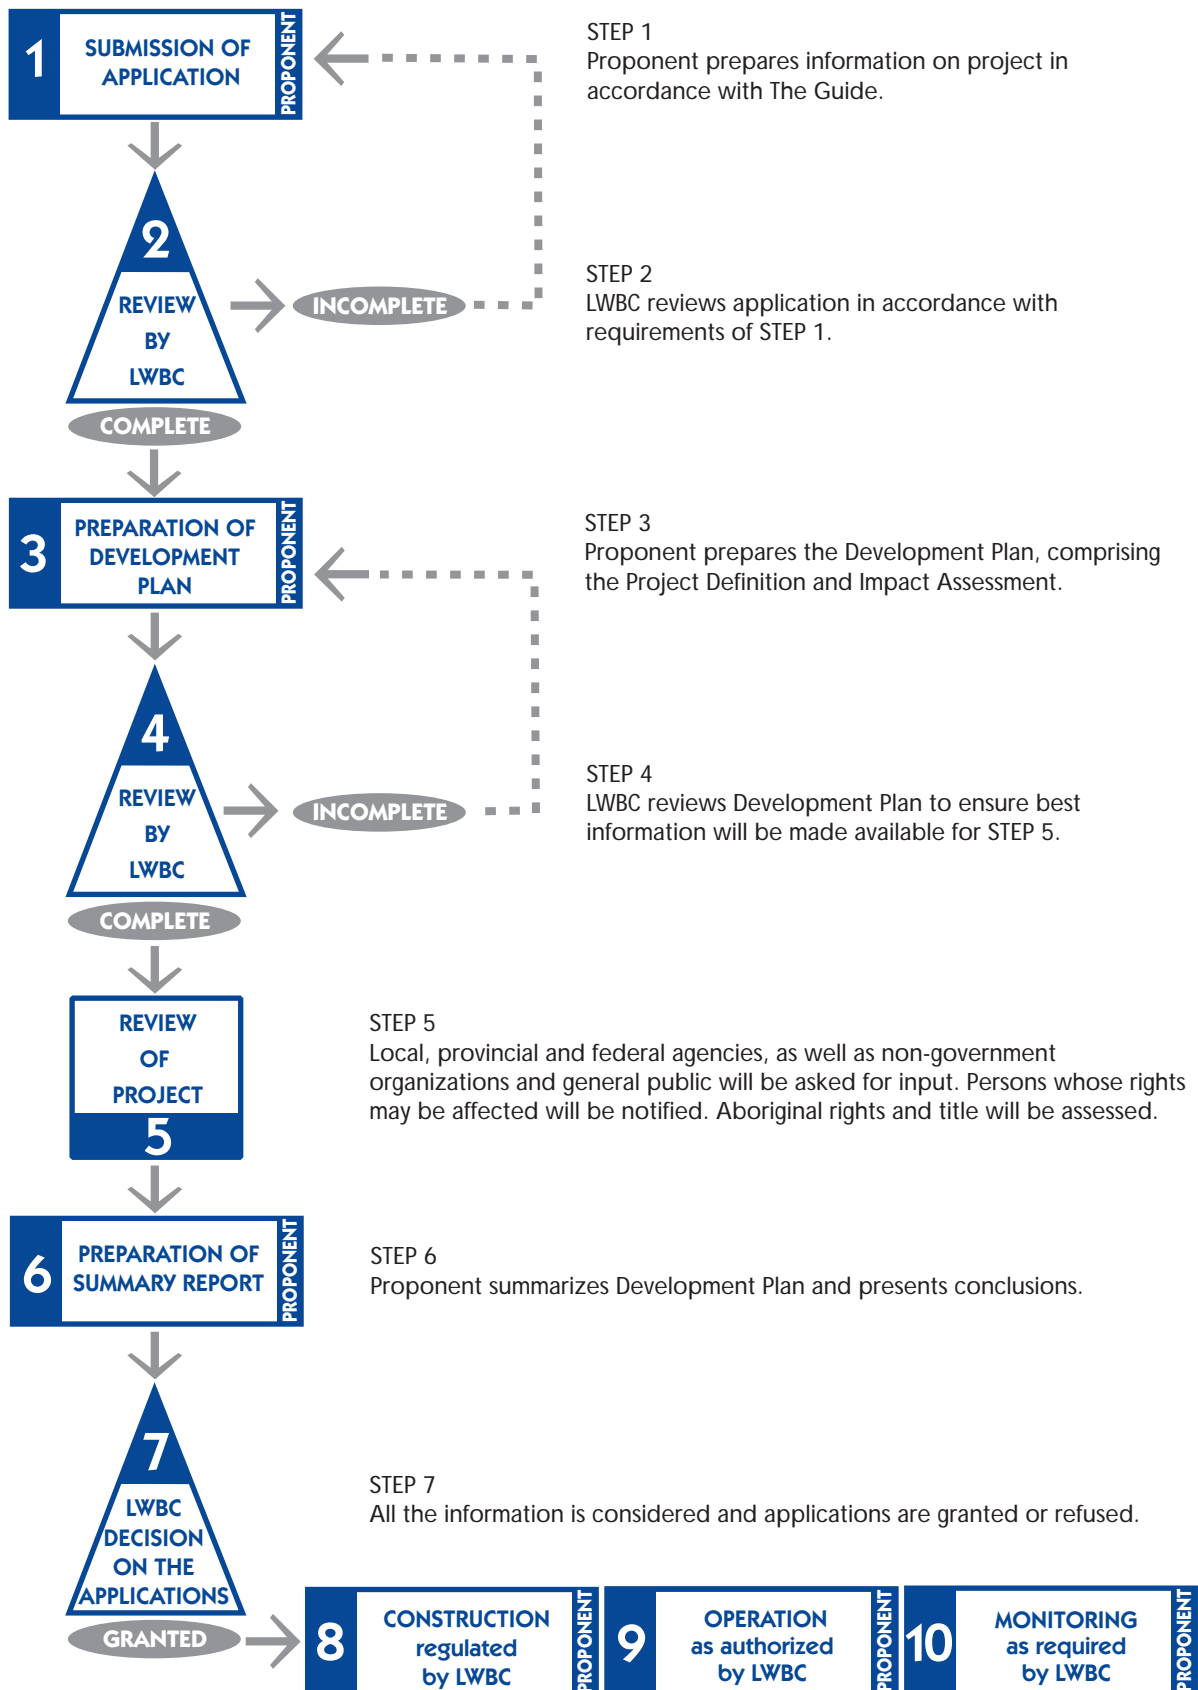 1
SUBMISSION OF
APPLICATION
PROPONENT
STEP 1
Proponent prepares information on project in
accordance with The Guide.
2
REVIEW
BY
LWBC
INCOMPLETE
STEP 2
LWBC reviews application in accordance with
requirements of STEP 1.
COMPLETE
3
PREPARATION OF
DEVELOPMENT
PLAN
PROPONENT
STEP 3
Proponent prepares the Development Plan, comprising
the Project Definition and Impact Assessment.
4
REVIEW
BY
LWBC
INCOMPLETE
STEP 4
LWBC reviews Development Plan to ensure best
information will be made available for STEP 5.
COMPLETE
REVIEW
OF
PROJECT
5
STEP 5
Local, provincial and federal agencies, as well as non-government
organizations and general public will be asked for input. Persons whose rights
may be affected will be notified. Aboriginal rights and title will be assessed.
6
PREPARATION OF
SUMMARY REPORT
PROPONENT
STEP 6
Proponent summarizes Development Plan and presents conclusions.
7
LWBC
DECISION
ON THE
APPLICATIONS
STEP 7
All the information is considered and applications are granted or refused.
GRANTED
8
CONSTRUCTION
regulated
by LWBC
PROPONENT
9
OPERATION
as authorized
by LWBC
PROPONENT
10
MONITORING
as required
by LWBC
PROPONENT